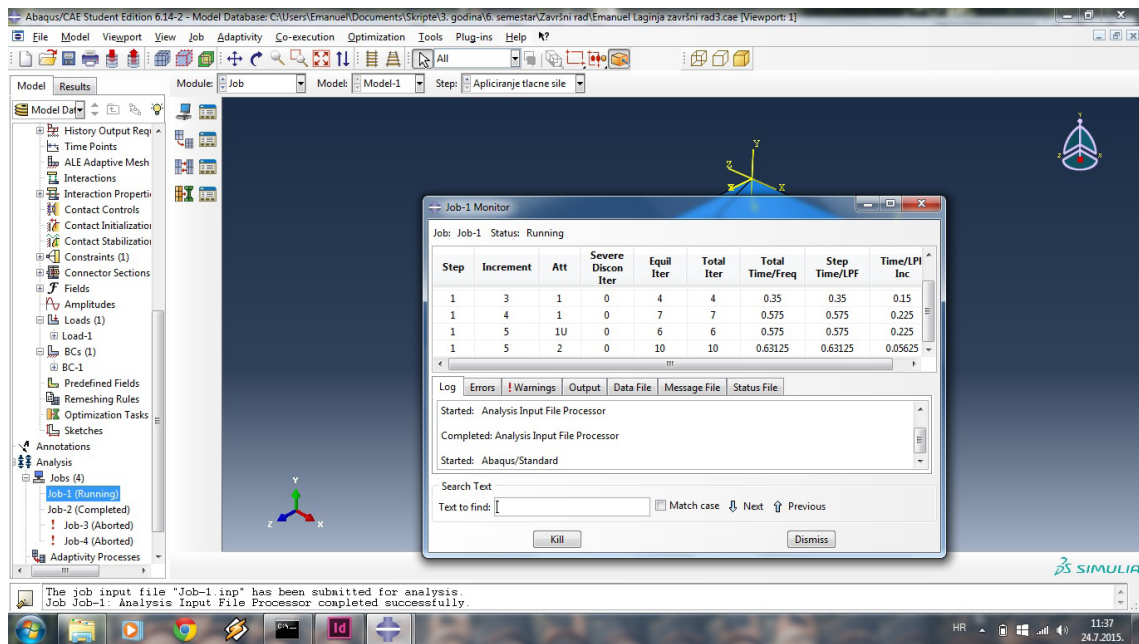 Abaqus/CAE Student Edition 6.14-2 - Model Database: C:\Users\Emanuel\Documents\Skripte\3. godina\6. semestar\Završni rad\Emanuel Laginja završni rad3.cae [Viewport: 1]
File Model Viewport View Job Adaptivity Co-execution Optimization Tools Plug-ins Help
All
Model Results Module: Job Model: Model-1 Step: Apliciranje tlacne sile
Model Dat
History Output Requ
Time Points
ALE Adaptive Mesh
Interactions
Interaction Properti
Contact Controls
Contact Initialization
Contact Stabilization
Constraints (1)
Connector Sections
Fields
Amplitudes
Loads (1)
Load-1
BCs (1)
BC-1
Predefined Fields
Remeshing Rules
Optimization Tasks
Sketches
Annotations
Analysis
Jobs (4)
Job-1 (Running)
Job-2 (Completed)
Job-3 (Aborted)
Job-4 (Aborted)
Adaptivity Processes
Y
Z
X
X
Y
Z
X
Y
Z
X
Job-1 Monitor
Job: Job-1 Status: Running
Step Increment Att Severe Discon Iter Equil Iter Total Iter Total Time/Freq Step Time/LPF Time/LPF Inc
1 3 1 0 4 4 0.35 0.35 0.15
1 4 1 0 7 7 0.575 0.575 0.225
1 5 1U 0 6 6 0.575 0.575 0.225
1 5 2 0 10 10 0.63125 0.63125 0.05625
Log Errors ! Warnings Output Data File Message File Status File
Started: Analysis Input File Processor
Completed: Analysis Input File Processor
Started: Abaqus/Standard
Search Text
Text to find: Match case Next Previous
Kill Dismiss
SIMULIA
The job input file "Job-1.inp" has been submitted for analysis.
Job Job-1: Analysis Input File Processor completed successfully.
Id
HR
11:37
24.7.2015.